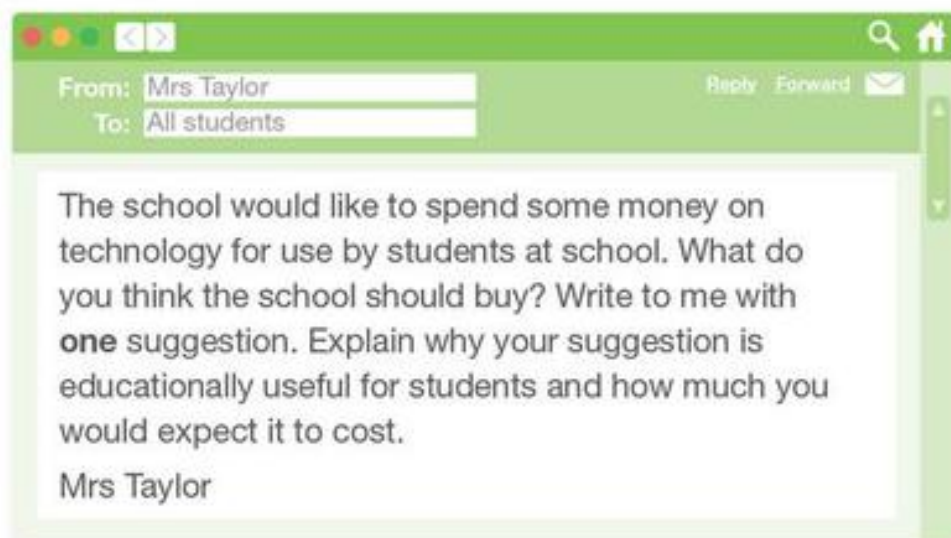 From: Mrs Taylor
Reply Forward
To: All students
The school would like to spend some money on
technology for use by students at school. What do
you think the school should buy? Write to me with
one suggestion. Explain why your suggestion is
educationally useful for students and how much you
would expect it to cost.
Mrs Taylor